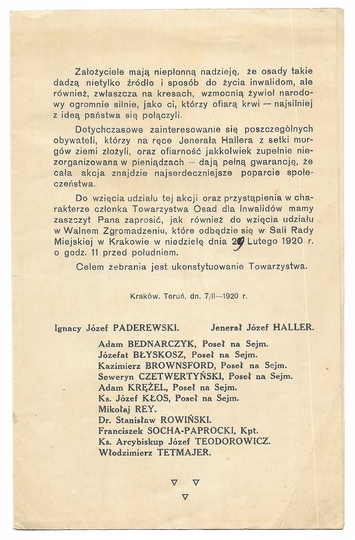 Założyciele mają niepłonną nadzieję, że osady takie
dadzą nietylko źródło i sposób do życia inwalidom, ale
również, zwłaszcza na kresach, wzmocnią żywioł narodo-
wy ogromnie silnie, jako ci, którzy ofiarą krwi — najsilniej
z ideą państwa się połączyli.
Dotychczasowe zainteresowanie się poszczególnych
obywateli, którzy na ręce Jenerała Hallera z setki mor-
gów ziemi złożyli, oraz ofiarność jakkolwiek zupełnie nie-
zorganizowana w pieniądzach — dają pełną gwarancję, że
cała akcja znajdzie najserdeczniejsze poparcie społe-
czeństwa.
Do wzięcia udziału tej akcji oraz przystąpienia w cha-
rakterze członka Towarzystwa Osad dla Inwalidów mamy
zaszczyt Pana zaprosić, jak również do wzięcia udziału
w Walnem Zgromadzeniu, które odbędzie się w Sali Rady
Miejskiej w Krakowie w niedzielę dnia 29 Lutego 1920 r.
o godz. 11 przed południem.
Celem zebrania jest ukonstytuowanie Towarzystwa.
Kraków. Toruń. dn. 7/II—1920 r.
Ignacy Józef PADEREWSKI. Jenerał Józef HALLER.
Adam BEDNARCZYK, Poseł na Sejm.
Józefat BŁYSKOSZ, Poseł na Sejm.
Kazimierz BROWNSFORD, Poseł na Sejm.
Seweryn CZETWERTYŃSKI, Poseł na Sejm.
Adam KRĘŻEL, Poseł na Sejm.
Ks. Józef KŁOS, Poseł na Sejm.
Mikołaj REY.
Dr. Stanisław ROWIŃSKI.
Franciszek SOCHA-PAPROCKI, Kpt.
Ks. Arcybiskup Józef TEODOROWICZ.
Włodzimierz TETMAJER.